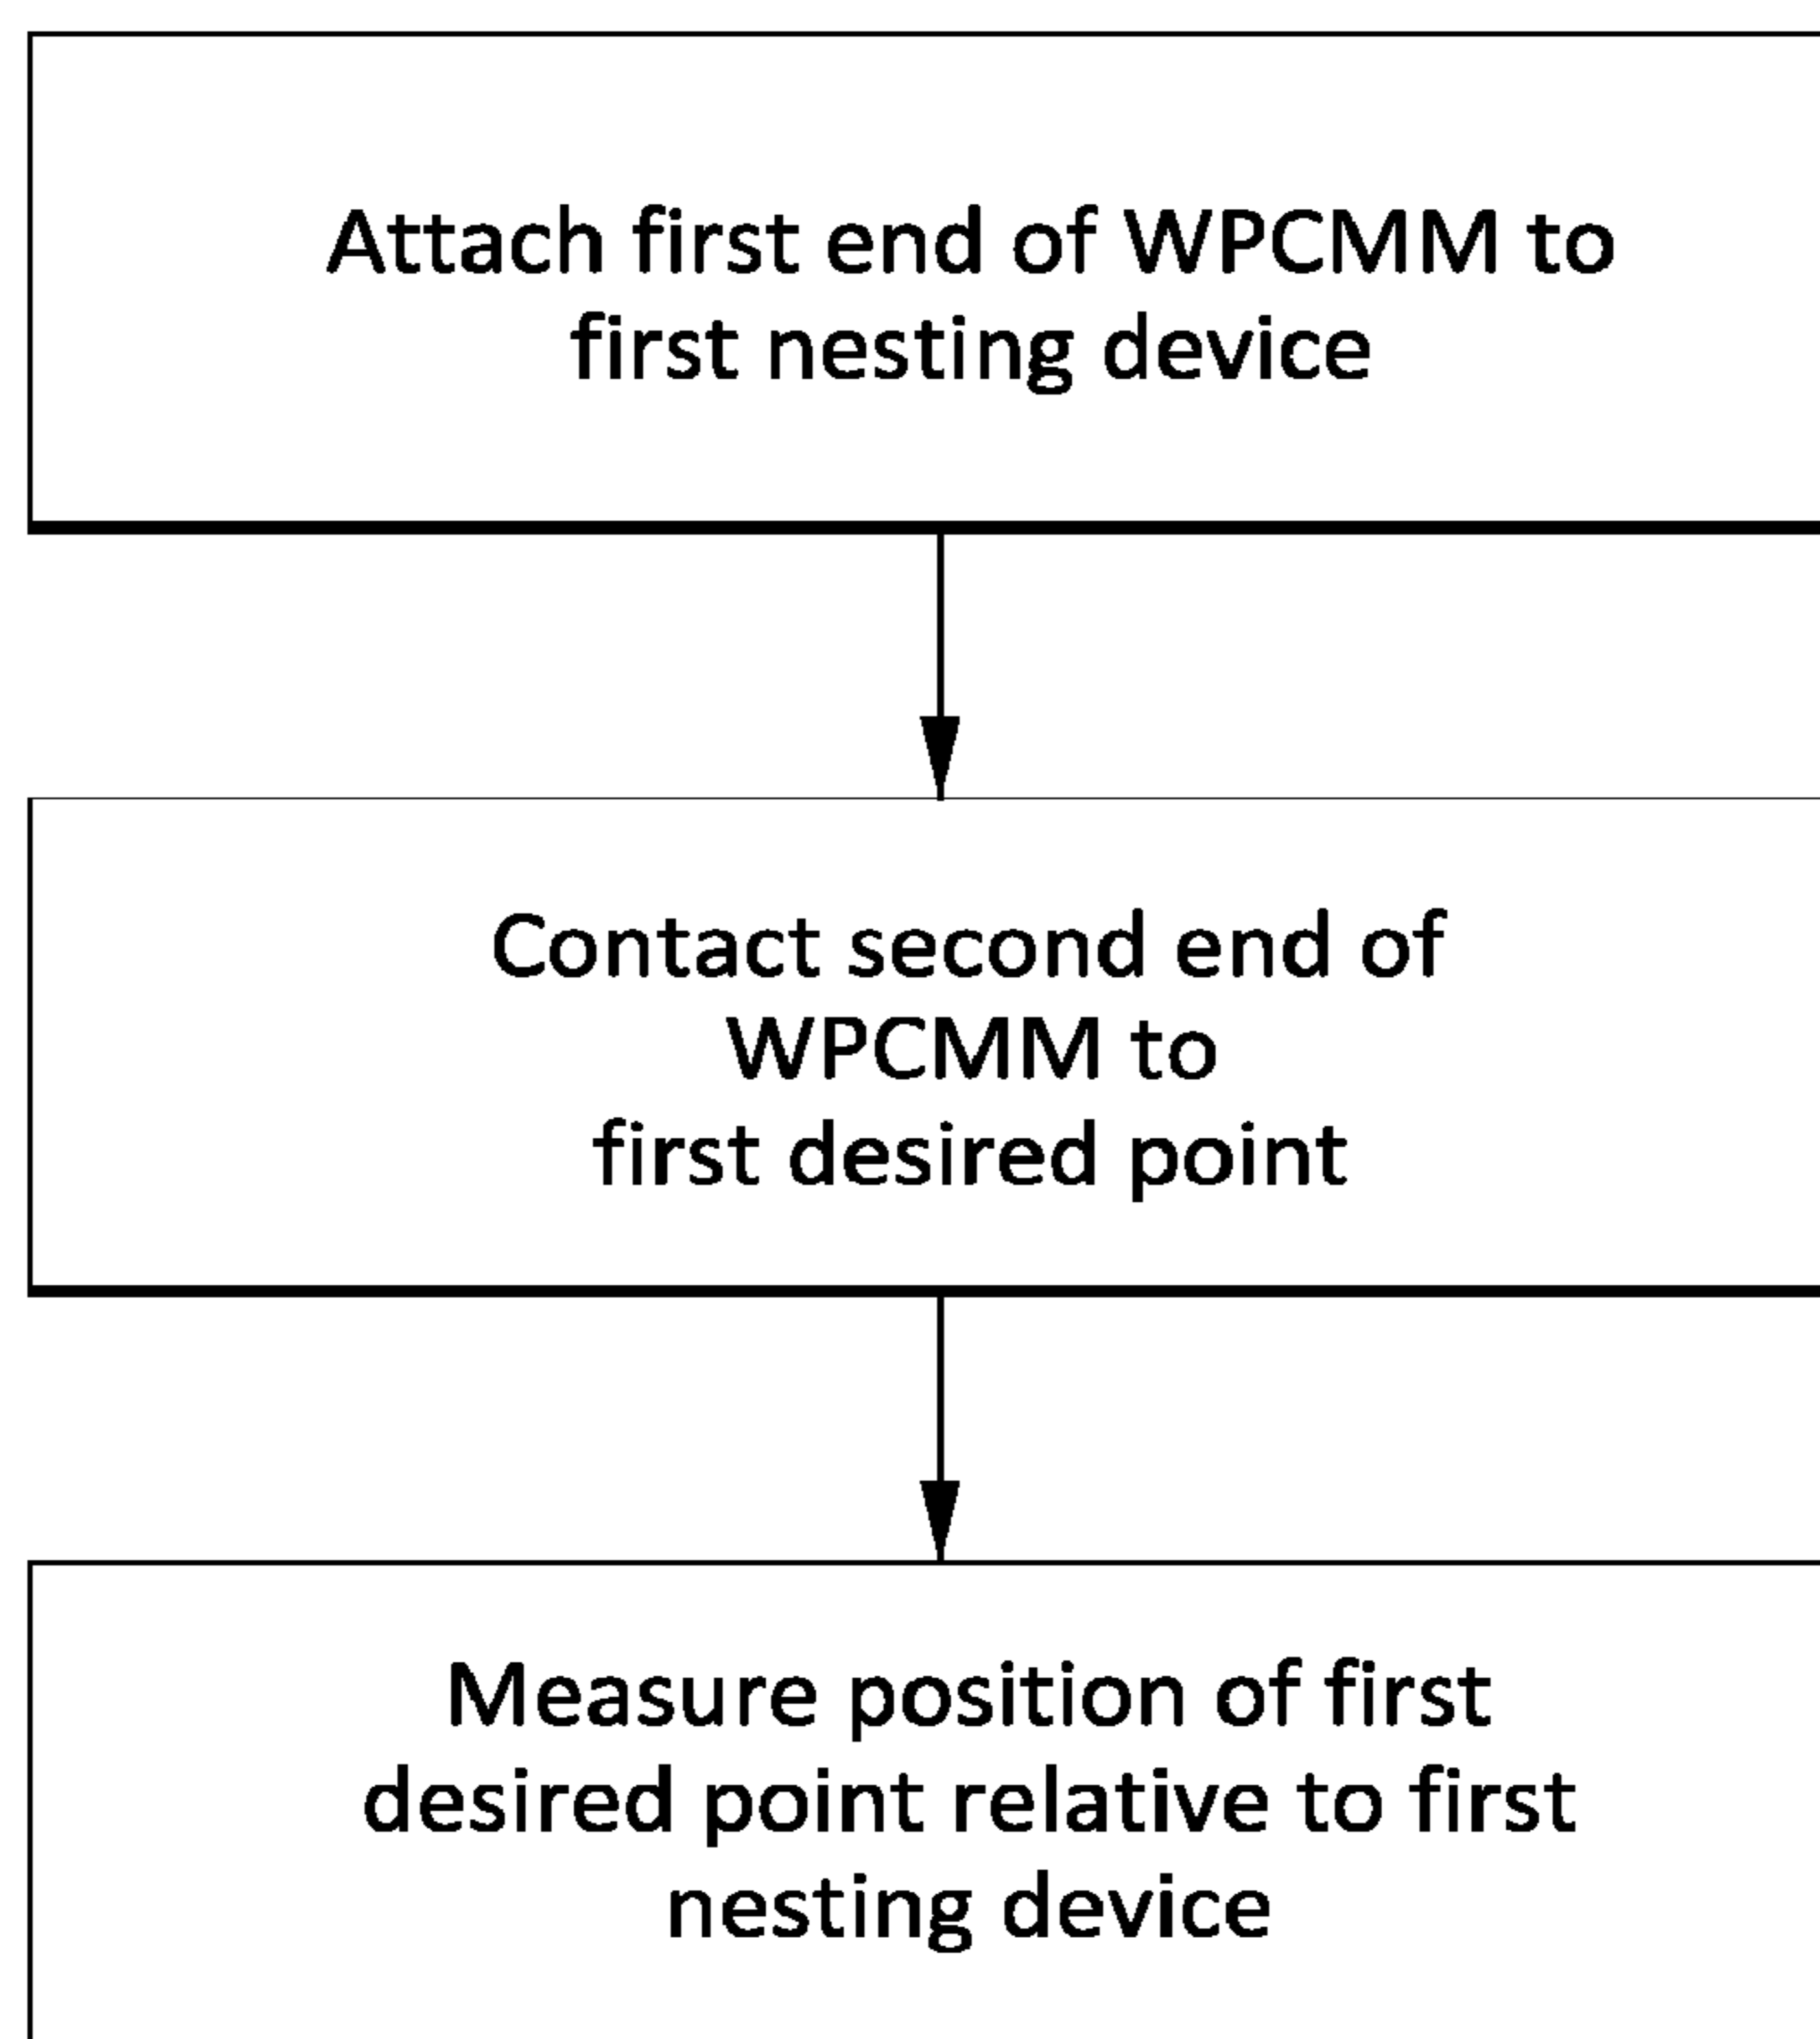 Attach first end of WPCMM to
first nesting device
Contact second end of
WPCMM to
first desired point
Measure position of first
desired point relative to first
nesting device